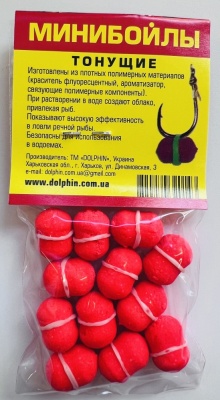 МИНИБОЙЛЫ
ТОНУЩИЕ
Изготовлены из плотных полимерных материалов
(краситель флуоресцентный, ароматизатор,
связующие полимерные компоненты).
При растворении в воде создают облако,
привлекая рыб.
Показывают высокую эффективность
в ловли речной рыбы.
Безопасны для использования
в водоемах.
Производитель: ТМ «DOLPHIN», Украина
Харьковская обл., г. Харьков, ул. Динамовская, 3
e-mail: dolphin.com.ua@gmail.com
www.dolphin.com.ua